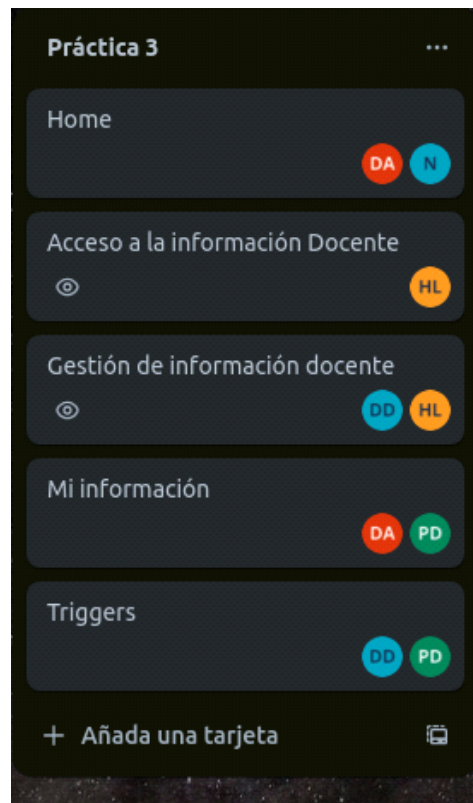 Práctica 3
Home
DA N
Acceso a la información Docente
HL
Gestión de información docente
DD HL
Mi información
DA PD
Triggers
DD PD
+ Añada una tarjeta